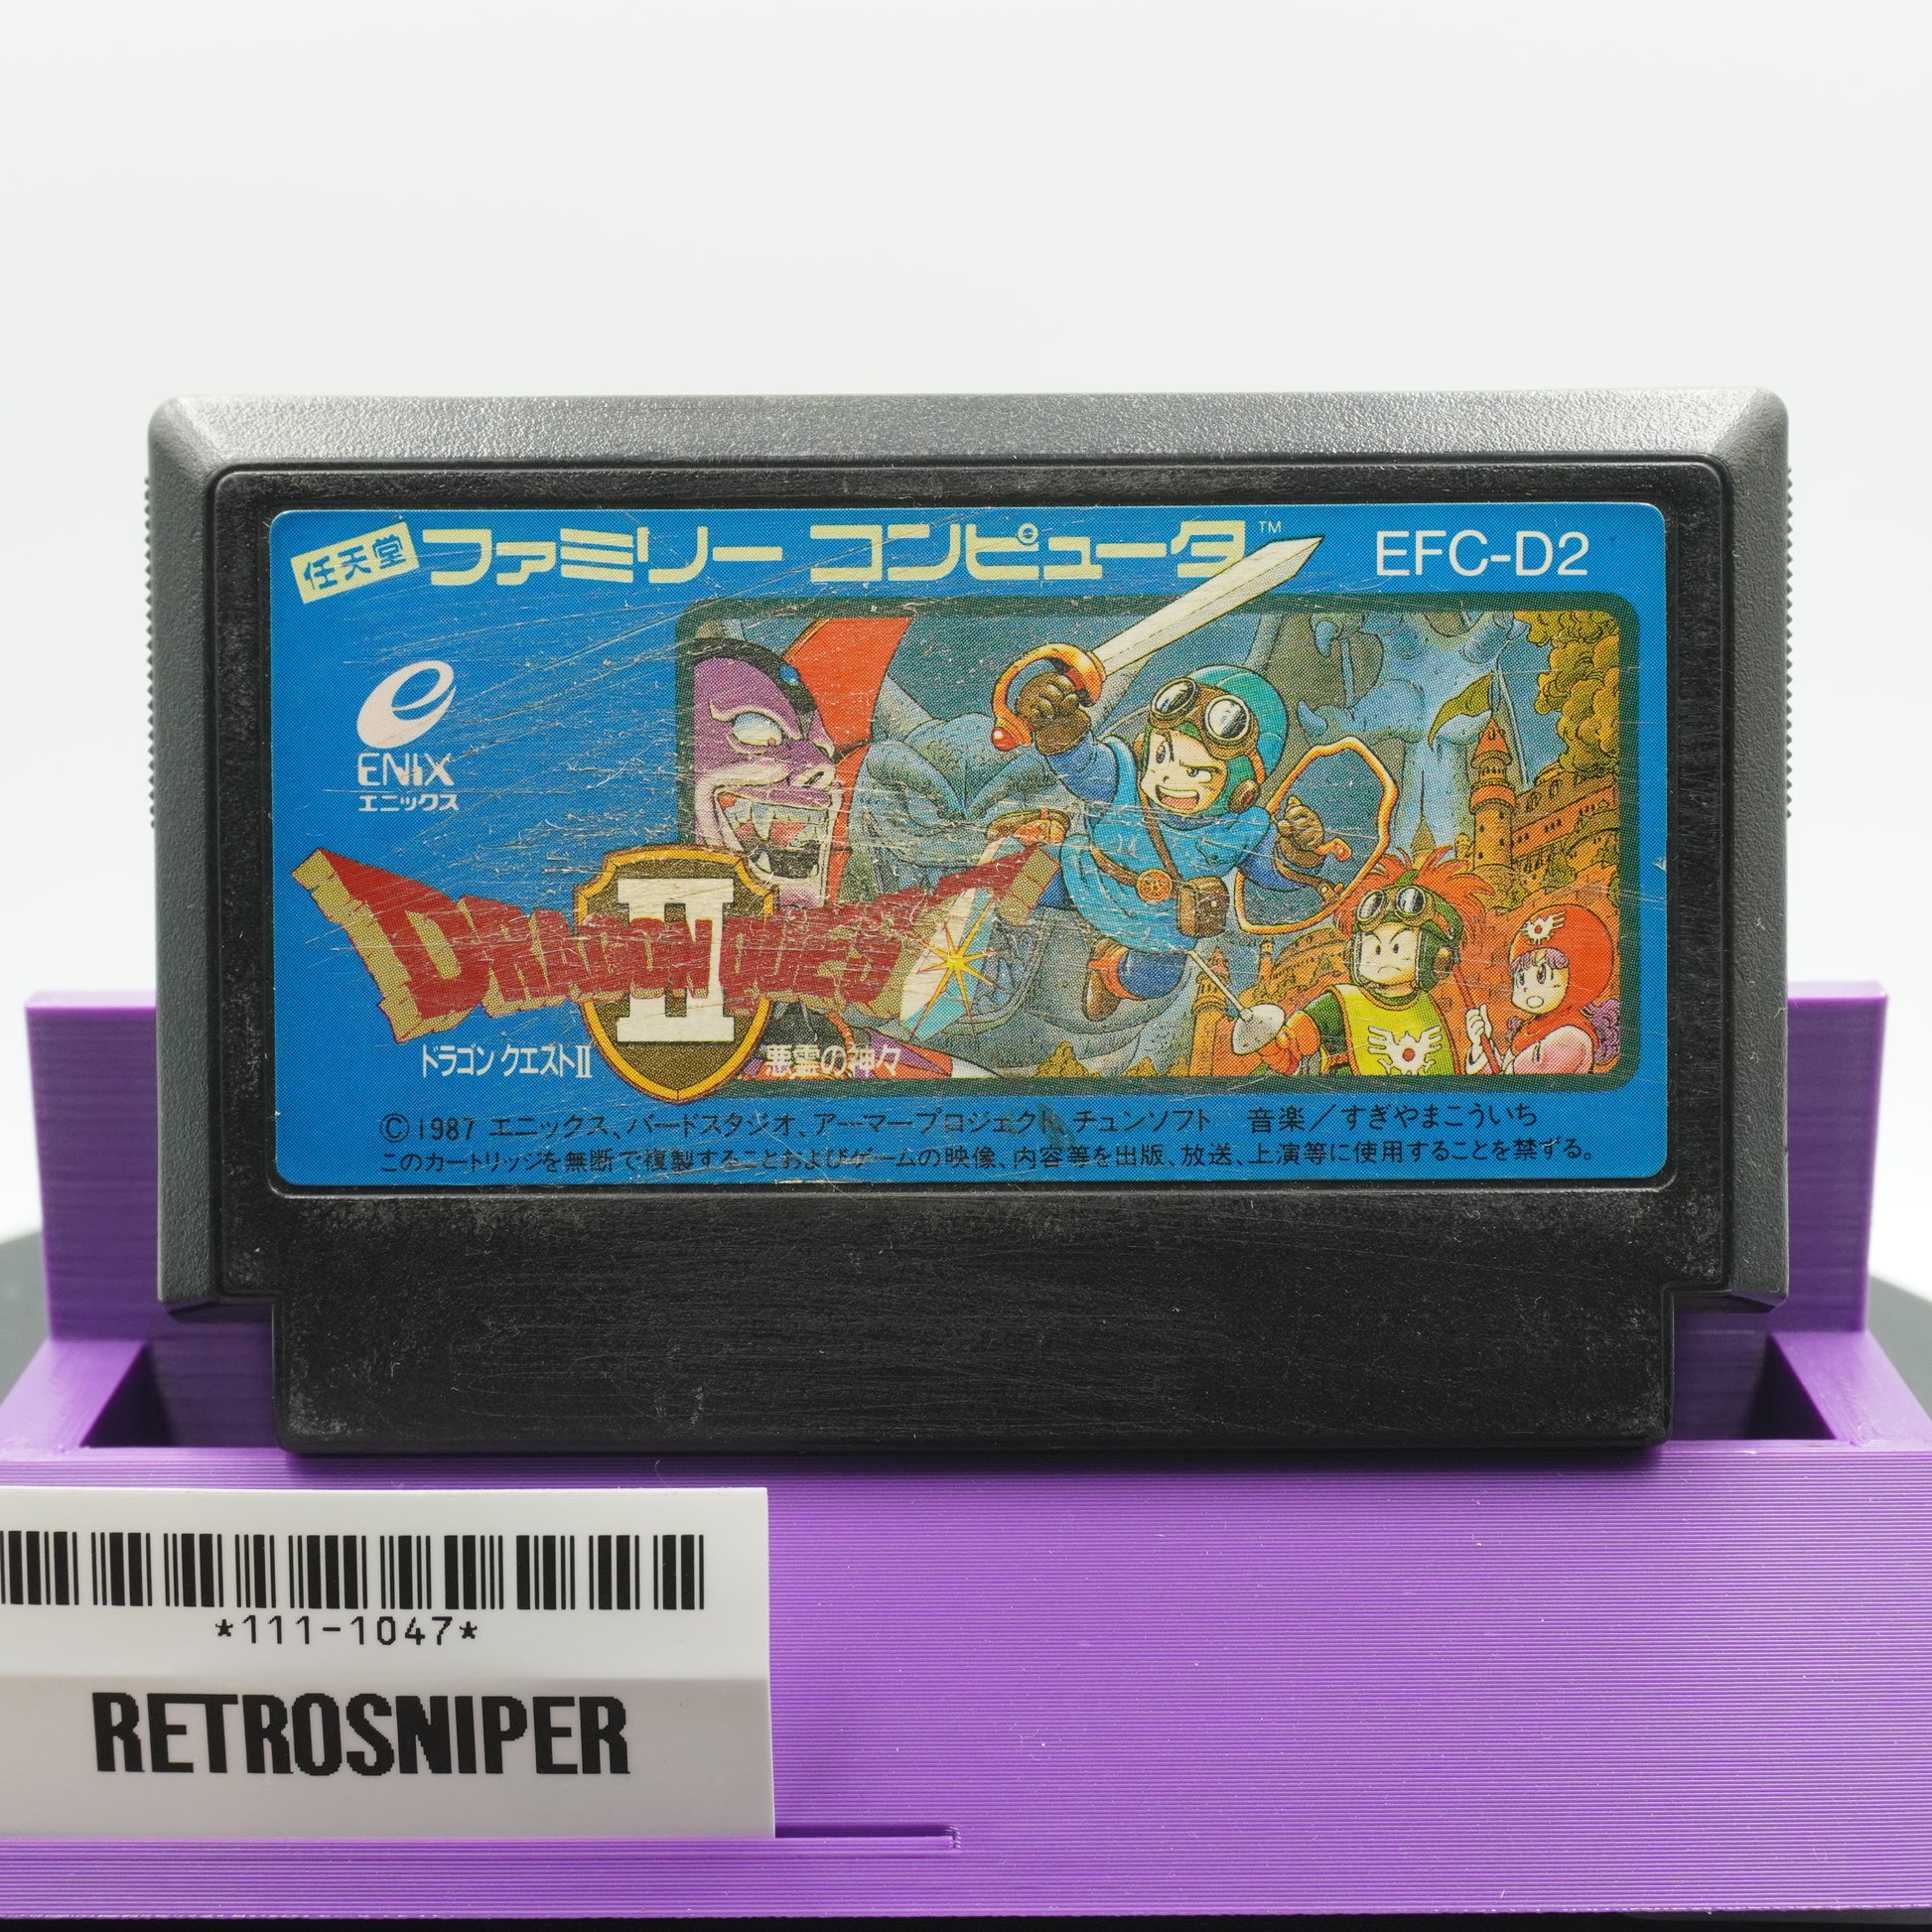 任天堂 ファミリー コンピュータ™ EFC-D2
ENIX
エニックス
DRAGON QUEST
II
ドラゴンクエストII 悪霊の神々
©1987 エニックス、バードスタジオ、アーマープロジェクト、チュンソフト 音楽／すぎやまこういち
このカートリッジを無断で複製することおよびゲームの映像、内容等を出版、放送、上演等に使用することを禁ずる。
*111-1047*
RETROSNIPER